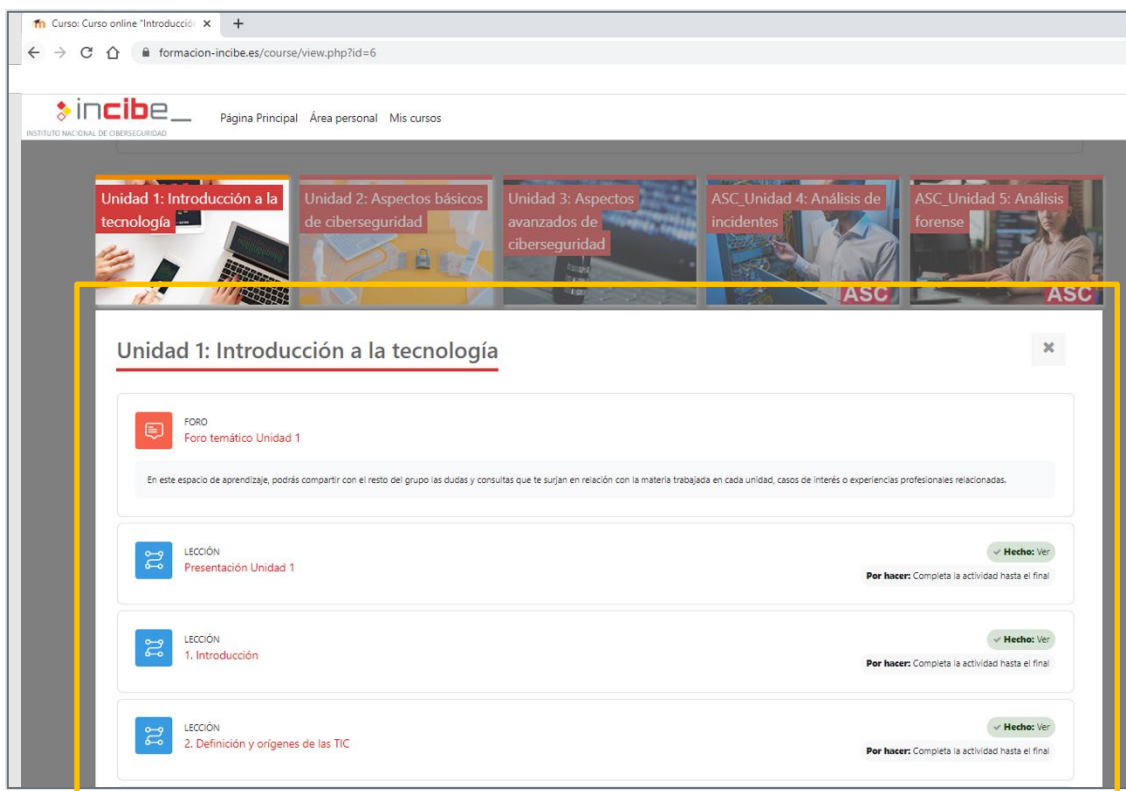 Curso: Curso online "Introducció
formacion-incibe.es/course/view.php?id=6
incibe_
INSTITUTO NACIONAL DE CIBERSEGURIDAD
Página Principal Área personal Mis cursos
Unidad 1: Introducción a la
tecnología
Unidad 2: Aspectos básicos
de ciberseguridad
Unidad 3: Aspectos
avanzados de
ciberseguridad
ASC_Unidad 4: Análisis de
incidentes
ASC
ASC_Unidad 5: Análisis
forense
ASC
Unidad 1: Introducción a la tecnología
FORO
Foro temático Unidad 1
En este espacio de aprendizaje, podrás compartir con el resto del grupo las dudas y consultas que te surjan en relación con la materia trabajada en cada unidad, casos de interés o experiencias profesionales relacionadas.
LECCIÓN
Presentación Unidad 1
Hecho: Ver
Por hacer: Completa la actividad hasta el final
LECCIÓN
1. Introducción
Hecho: Ver
Por hacer: Completa la actividad hasta el final
LECCIÓN
2. Definición y orígenes de las TIC
Hecho: Ver
Por hacer: Completa la actividad hasta el final